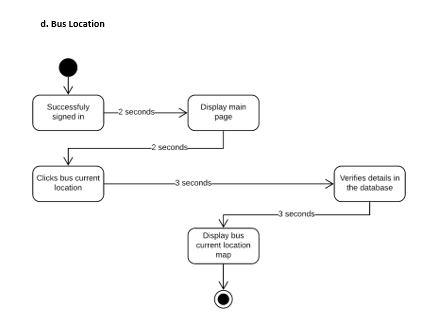 d. Bus Location
Successfuly
signed in
2 seconds
Display main
page
2 seconds
Clicks bus current
location
3 seconds
Verifies details in
the database
3 seconds
Display bus
current location
map